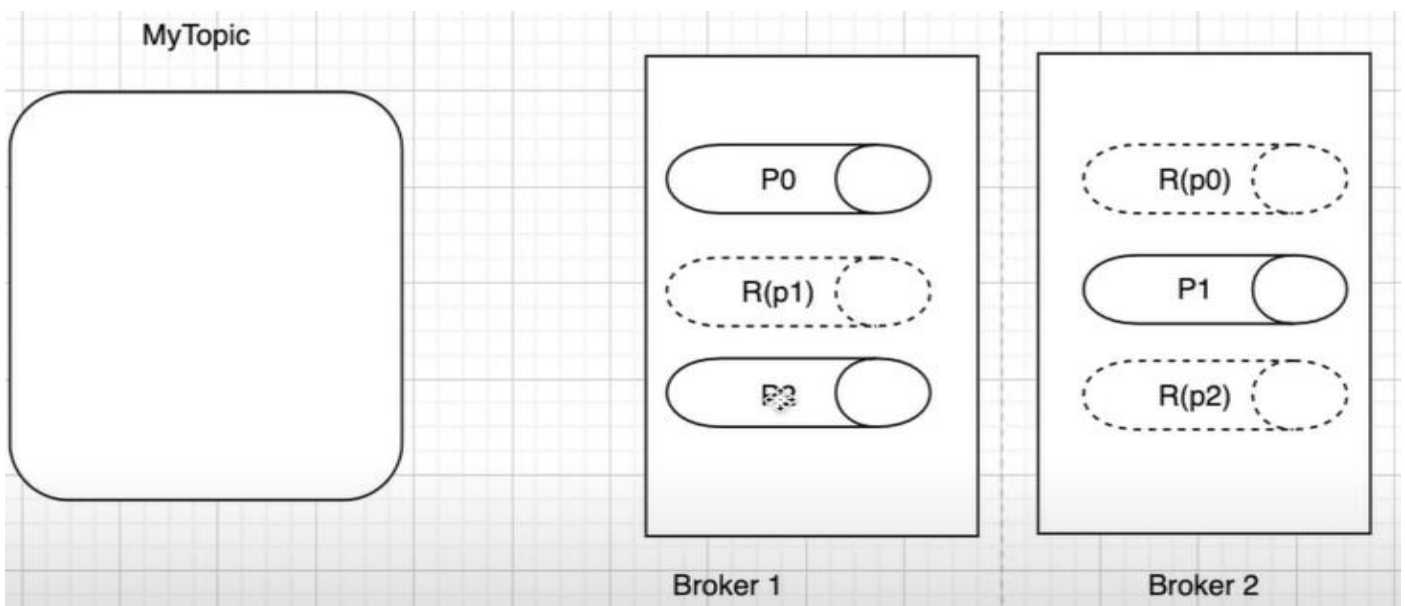 MyTopic
P0
R(p0)
R(p1)
P1
R(p2)
Broker 1
Broker 2